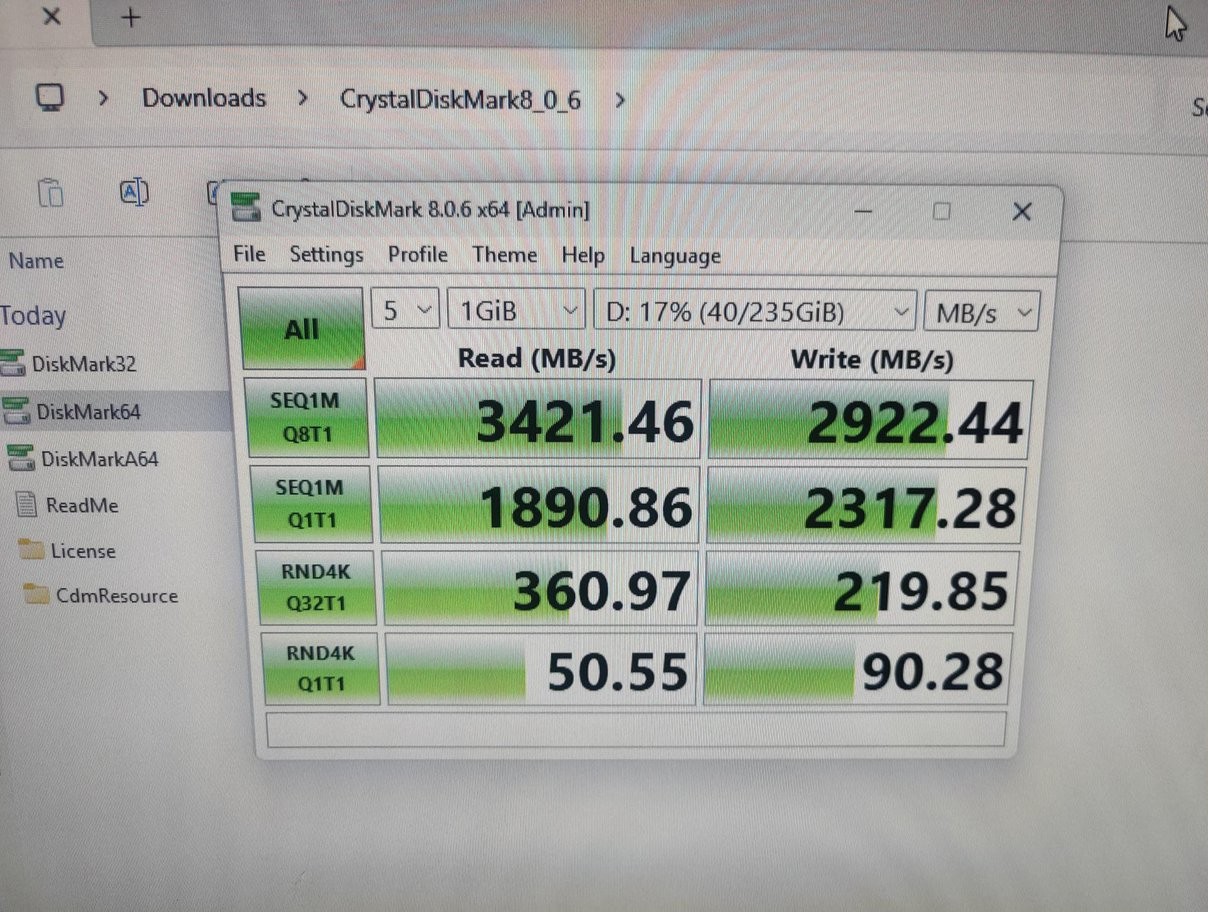 Downloads > CrystalDiskMark8_0_6 >
CrystalDiskMark 8.0.6 x64 [Admin]
File Settings Profile Theme Help Language
Name
Today
DiskMark32
DiskMark64
DiskMarkA64
ReadMe
License
CdmResource
All
5 1GiB D: 17% (40/235GiB) MB/s
Read (MB/s) Write (MB/s)
SEQ1M
Q8T1
3421.46 2922.44
SEQ1M
Q1T1
1890.86 2317.28
RND4K
Q32T1
360.97 219.85
RND4K
Q1T1
50.55 90.28